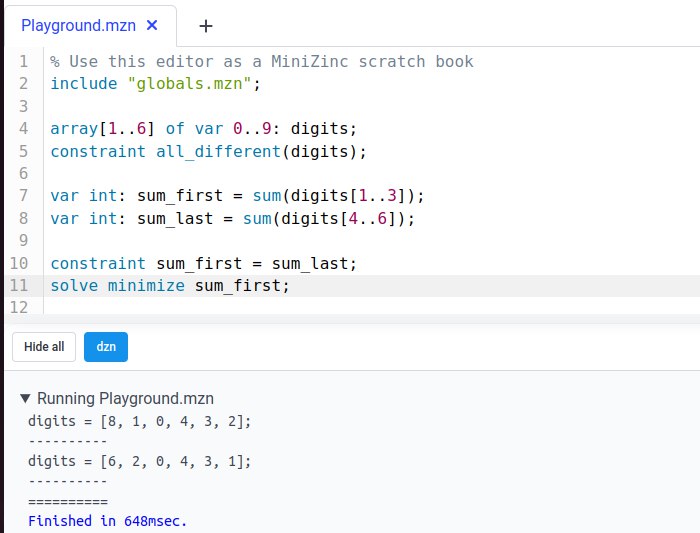 Playground.mzn ✕ +
1 % Use this editor as a MiniZinc scratch book
2 include "globals.mzn";
3
4 array[1..6] of var 0..9: digits;
5 constraint all_different(digits);
6
7 var int: sum_first = sum(digits[1..3]);
8 var int: sum_last = sum(digits[4..6]);
9
10 constraint sum_first = sum_last;
11 solve minimize sum_first;
12
Hide all dzn
▼ Running Playground.mzn
digits = [8, 1, 0, 4, 3, 2];
----------
digits = [6, 2, 0, 4, 3, 1];
----------
==========
Finished in 648msec.